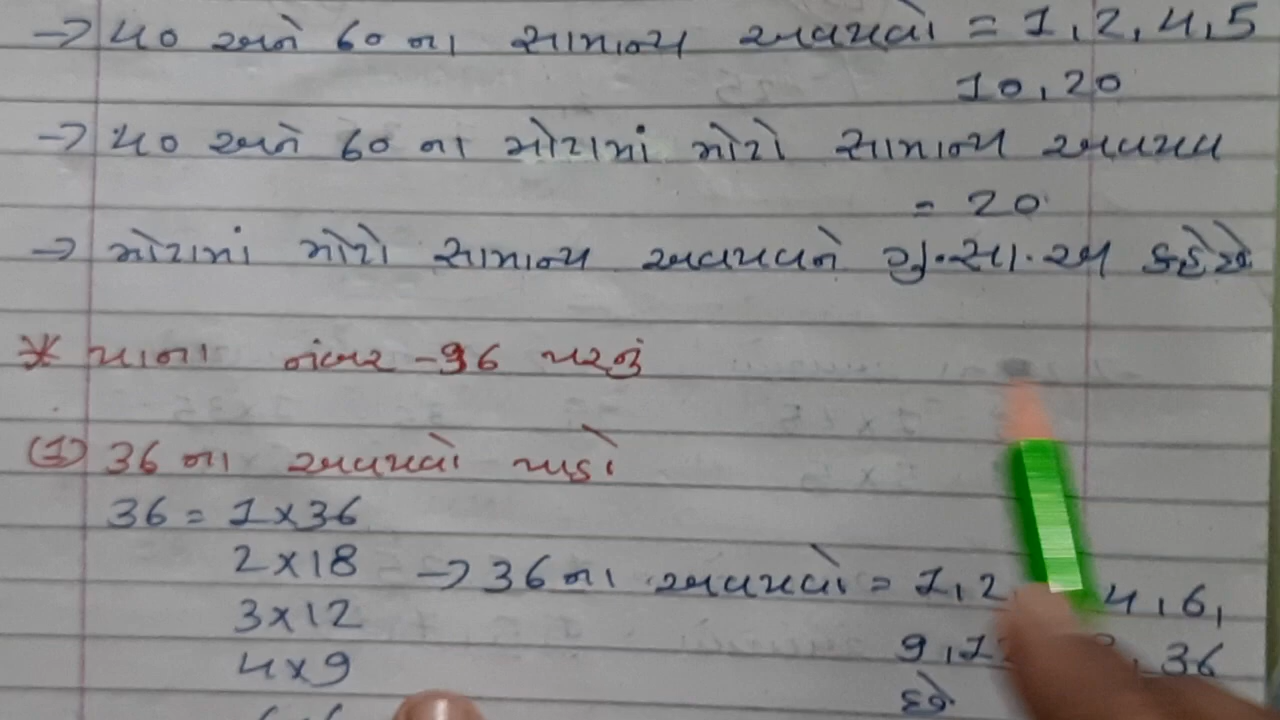 → 40 અને 60 ના સામાન્ય અવયવો = 1, 2, 4, 5
10, 20
→ 40 અને 60 ના મોટામાં મોટો સામાન્ય અવયવ
= 20
→ મોટામાં મોટો સામાન્ય અવયવને ગુ.સા.અ કહે છે
* પાના નંબર - 96 પરનું
(1) 36 ના અવયવો પાડો
36 = 1 x 36
2 x 18 → 36 ના અવયવો = 1, 2, 4, 6,
3 x 12
9, 36
4 x 9
છે.